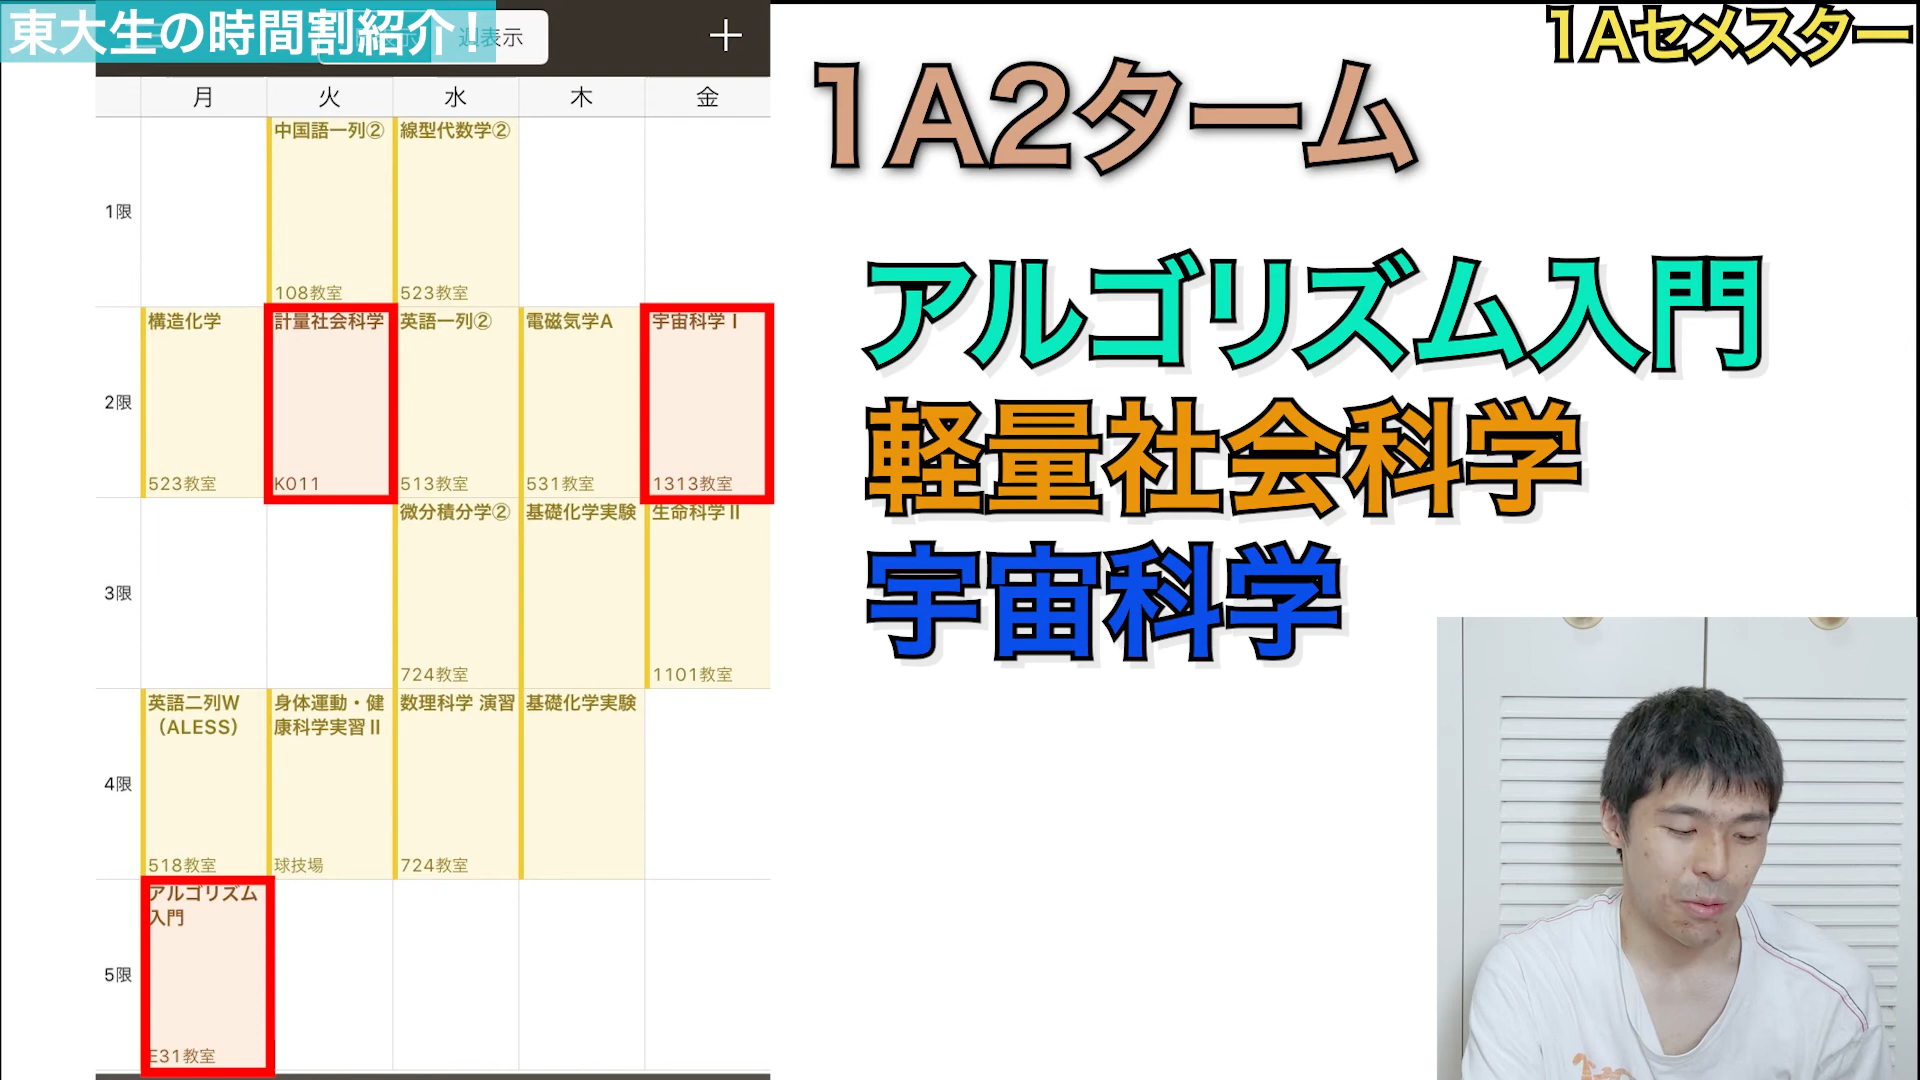 東大生の時間割紹介！
週表示
1Aセメスター
月 火 水 木 金
1限
中国語一列②
108教室
線型代数学②
523教室
2限
構造化学
523教室
計量社会科学
K011
英語一列②
513教室
電磁気学A
531教室
宇宙科学Ⅰ
1313教室
3限
微分積分学②
724教室
基礎化学実験
生命科学Ⅱ
1101教室
4限
英語二列W
（ALESS）
518教室
身体運動・健
康科学実習Ⅱ
球技場
数理科学 演習
724教室
基礎化学実験
5限
アルゴリズム
入門
E31教室
1A2ターム
アルゴリズム入門
軽量社会科学
宇宙科学